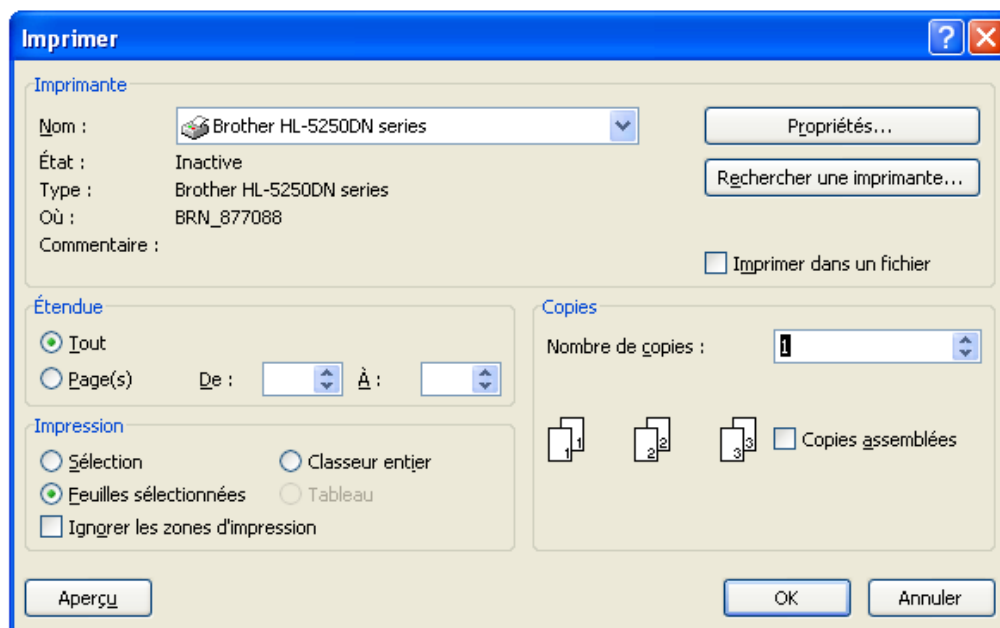 Imprimer
Imprimante
Nom : Brother HL-5250DN series Propriétés...
État : Inactive
Type : Brother HL-5250DN series Rechercher une imprimante...
Où : BRN_877088
Commentaire :
Imprimer dans un fichier
Étendue
Tout
Page(s) De : À :
Impression
Sélection Classeur entier
Feuilles sélectionnées Tableau
Ignorer les zones d'impression
Copies
Nombre de copies : 1
1 1 2 2 3 3 Copies assemblées
Aperçu OK Annuler